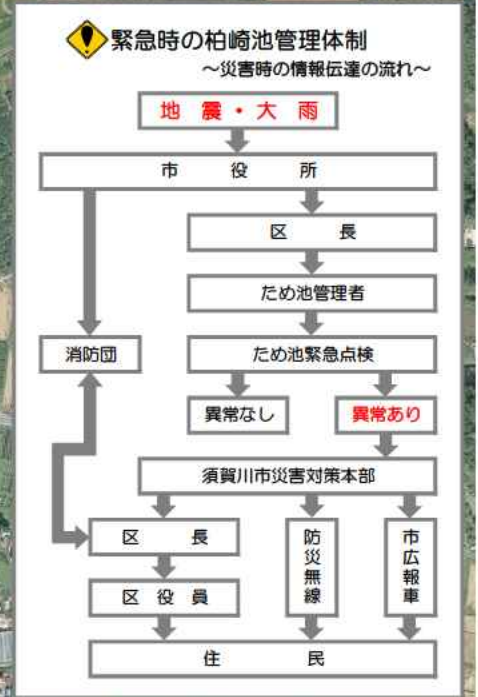 緊急時の柏崎池管理体制
～災害時の情報伝達の流れ～
地震・大雨
市役所
区長
ため池管理者
消防団
ため池緊急点検
異常なし
異常あり
須賀川市災害対策本部
区長
防災無線
市広報車
区役員
住民